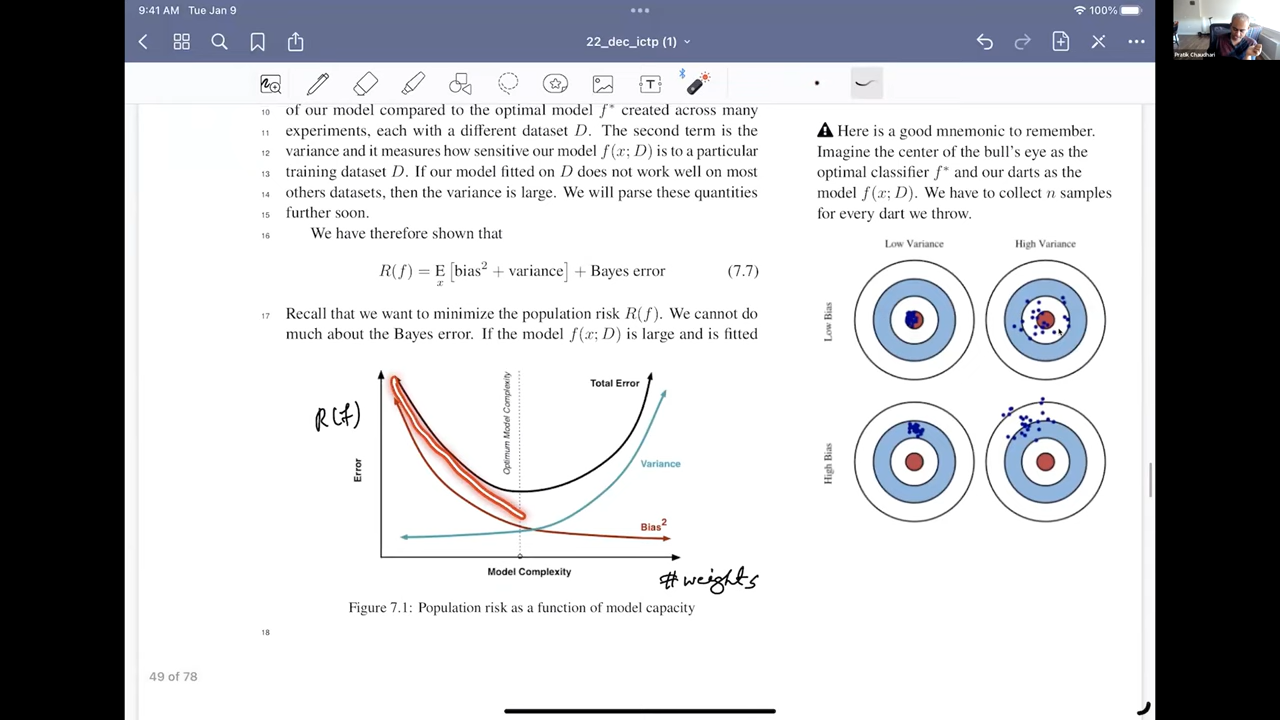 9:41 AM Tue Jan 9
100%
22_dec_ictp (1)
Pratik Chaudhari
10 of our model compared to the optimal model f* created across many
11 experiments, each with a different dataset D. The second term is the
12 variance and it measures how sensitive our model f(x; D) is to a particular
13 training dataset D. If our model fitted on D does not work well on most
14 others datasets, then the variance is large. We will parse these quantities
15 further soon.
16 We have therefore shown that
R(f) = E_x [bias² + variance] + Bayes error (7.7)
17 Recall that we want to minimize the population risk R(f). We cannot do
much about the Bayes error. If the model f(x; D) is large and is fitted
R(f)
Error
Optimum Model Complexity
Total Error
Variance
Bias²
Model Complexity
# weights
Figure 7.1: Population risk as a function of model capacity
18
Here is a good mnemonic to remember.
Imagine the center of the bull's eye as the
optimal classifier f* and our darts as the
model f(x; D). We have to collect n samples
for every dart we throw.
Low Variance High Variance
Low Bias
High Bias
49 of 78